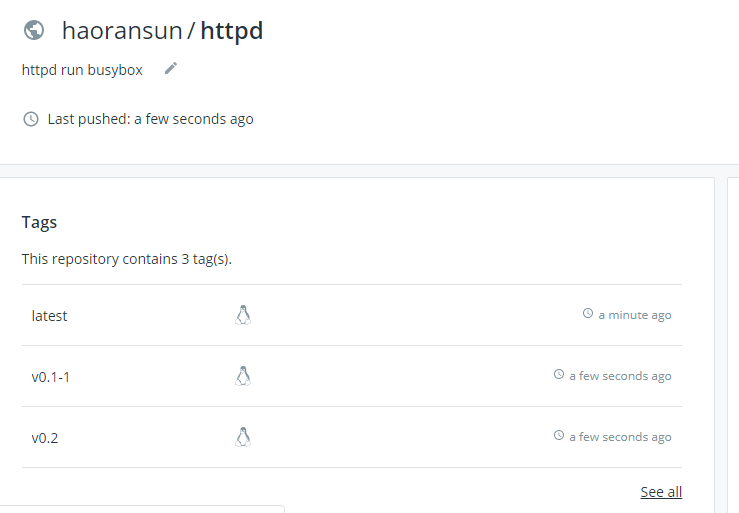 haoransun/httpd
httpd run busybox
Last pushed: a few seconds ago
Tags
This repository contains 3 tag(s).
latest a minute ago
v0.1-1 a few seconds ago
v0.2 a few seconds ago
See all